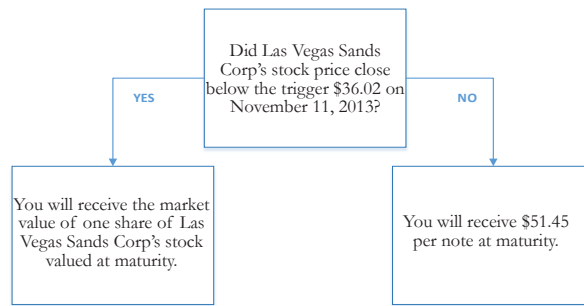 Did Las Vegas Sands
Corp’s stock price close
below the trigger $36.02 on
November 11, 2013?
YES
NO
You will receive the market
value of one share of Las
Vegas Sands Corp’s stock
valued at maturity.
You will receive $51.45
per note at maturity.